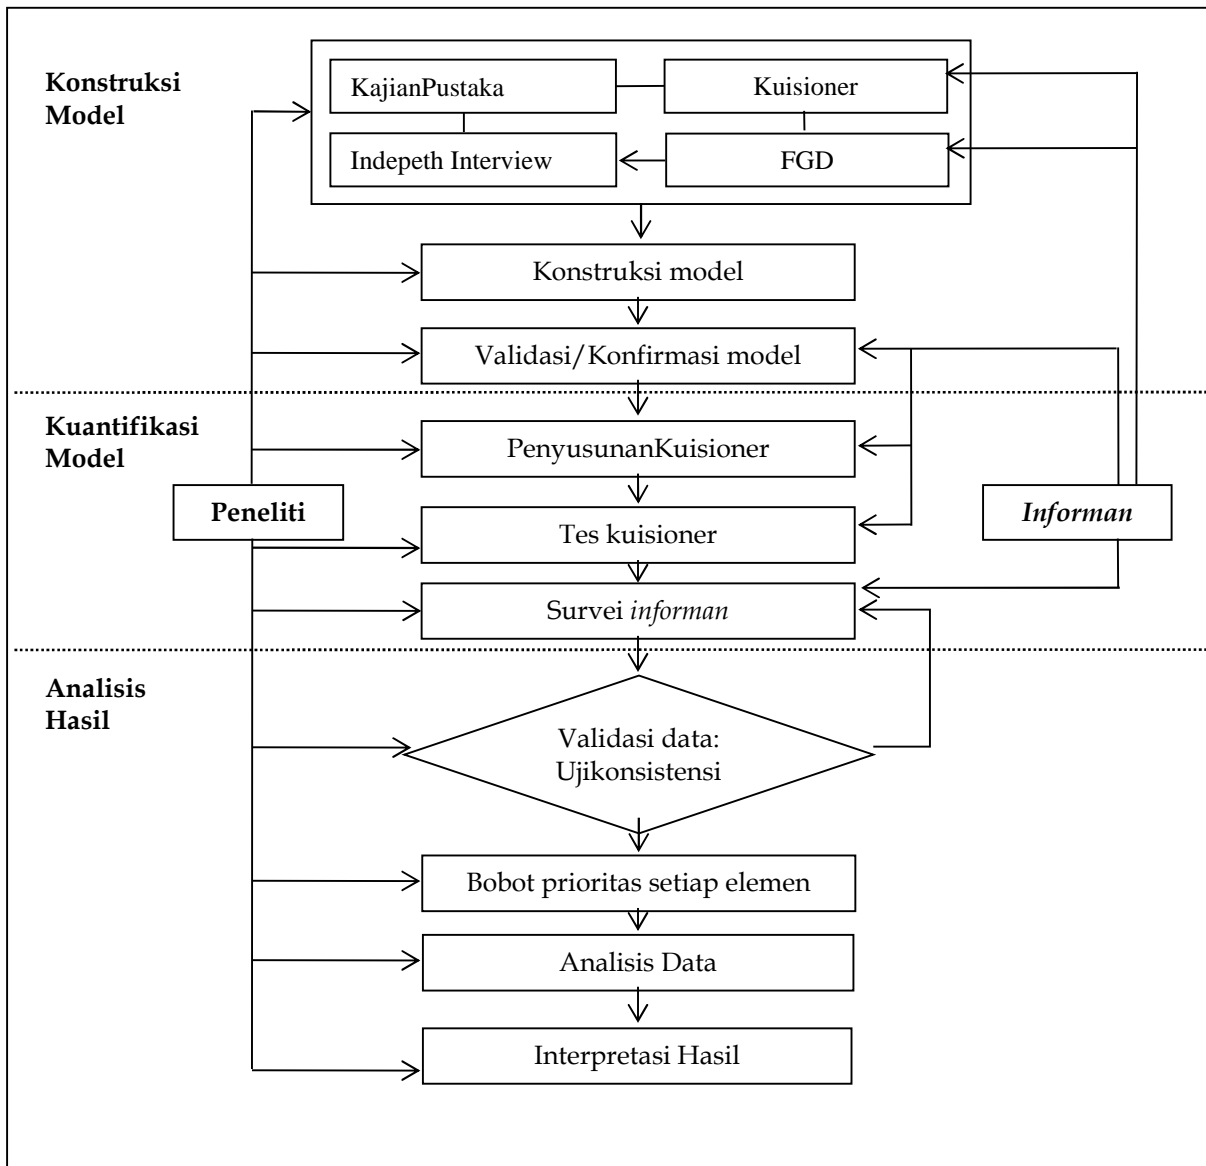 Konstruksi
Model
KajianPustaka
Kuisioner
Indepeth Interview
FGD
Konstruksi model
Validasi/Konfirmasi model
Kuantifikasi
Model
PenyusunanKuisioner
Peneliti
Informan
Tes kuisioner
Survei informan
Analisis
Hasil
Validasi data:
Ujikonsistensi
Bobot prioritas setiap elemen
Analisis Data
Interpretasi Hasil